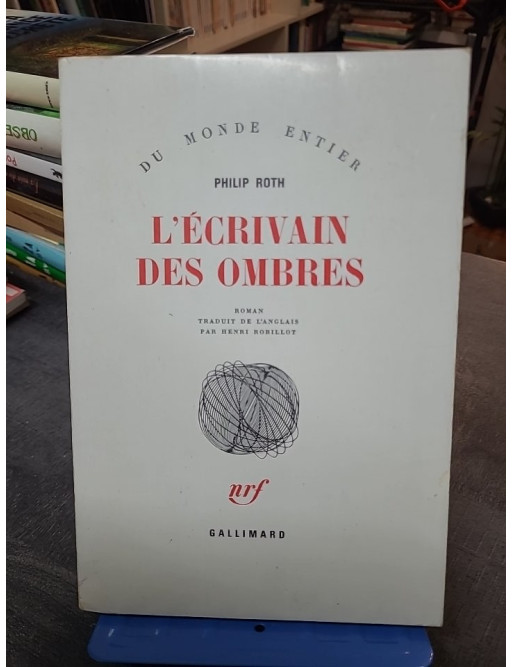 DU MONDE ENTIER
PHILIP ROTH
L'ÉCRIVAIN
DES OMBRES
ROMAN
TRADUIT DE L'ANGLAIS
PAR HENRI ROBILLOT
nrf
GALLIMARD